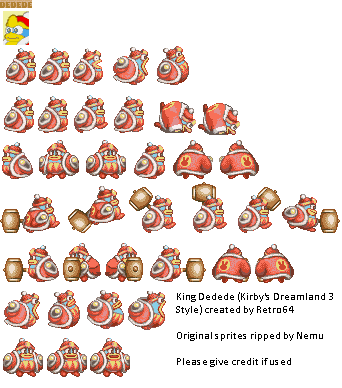 DEDEDE
King Dedede (Kirby's Dreamland 3
Style) created by Retro64
Original sprites ripped by Nemu
Please give credit if used